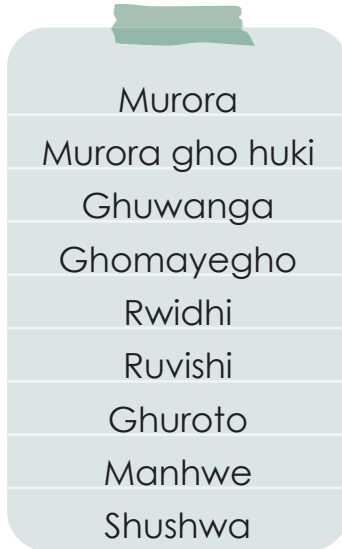 Murora
Murora gho huki
Ghuwanga
Ghomayegho
Rwidhi
Ruvishi
Ghuroto
Manhwe
Shushwa